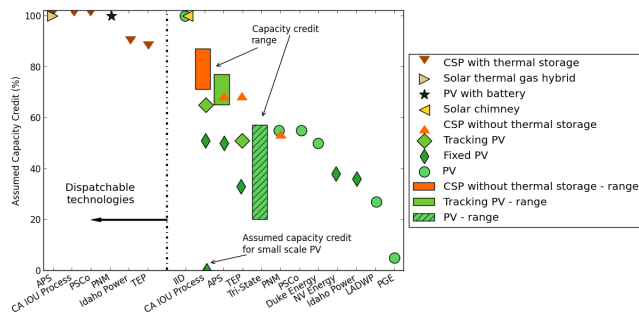 100
80
60
40
20
0
Assumed Capacity Credit (%)
Capacity credit
range
Dispatchable
technologies
Assumed capacity credit
for small scale PV
APS
CA IOU Process
PSCo
PNM
Idaho Power
TEP
IID
CA IOU Process
APS
TEP
Tri-State
PNM
PSCo
Duke Energy
NV Energy
Idaho Power
LADWP
PGE
CSP with thermal storage
Solar thermal gas hybrid
PV with battery
Solar chimney
CSP without thermal storage
Tracking PV
Fixed PV
PV
CSP without thermal storage - range
Tracking PV - range
PV - range